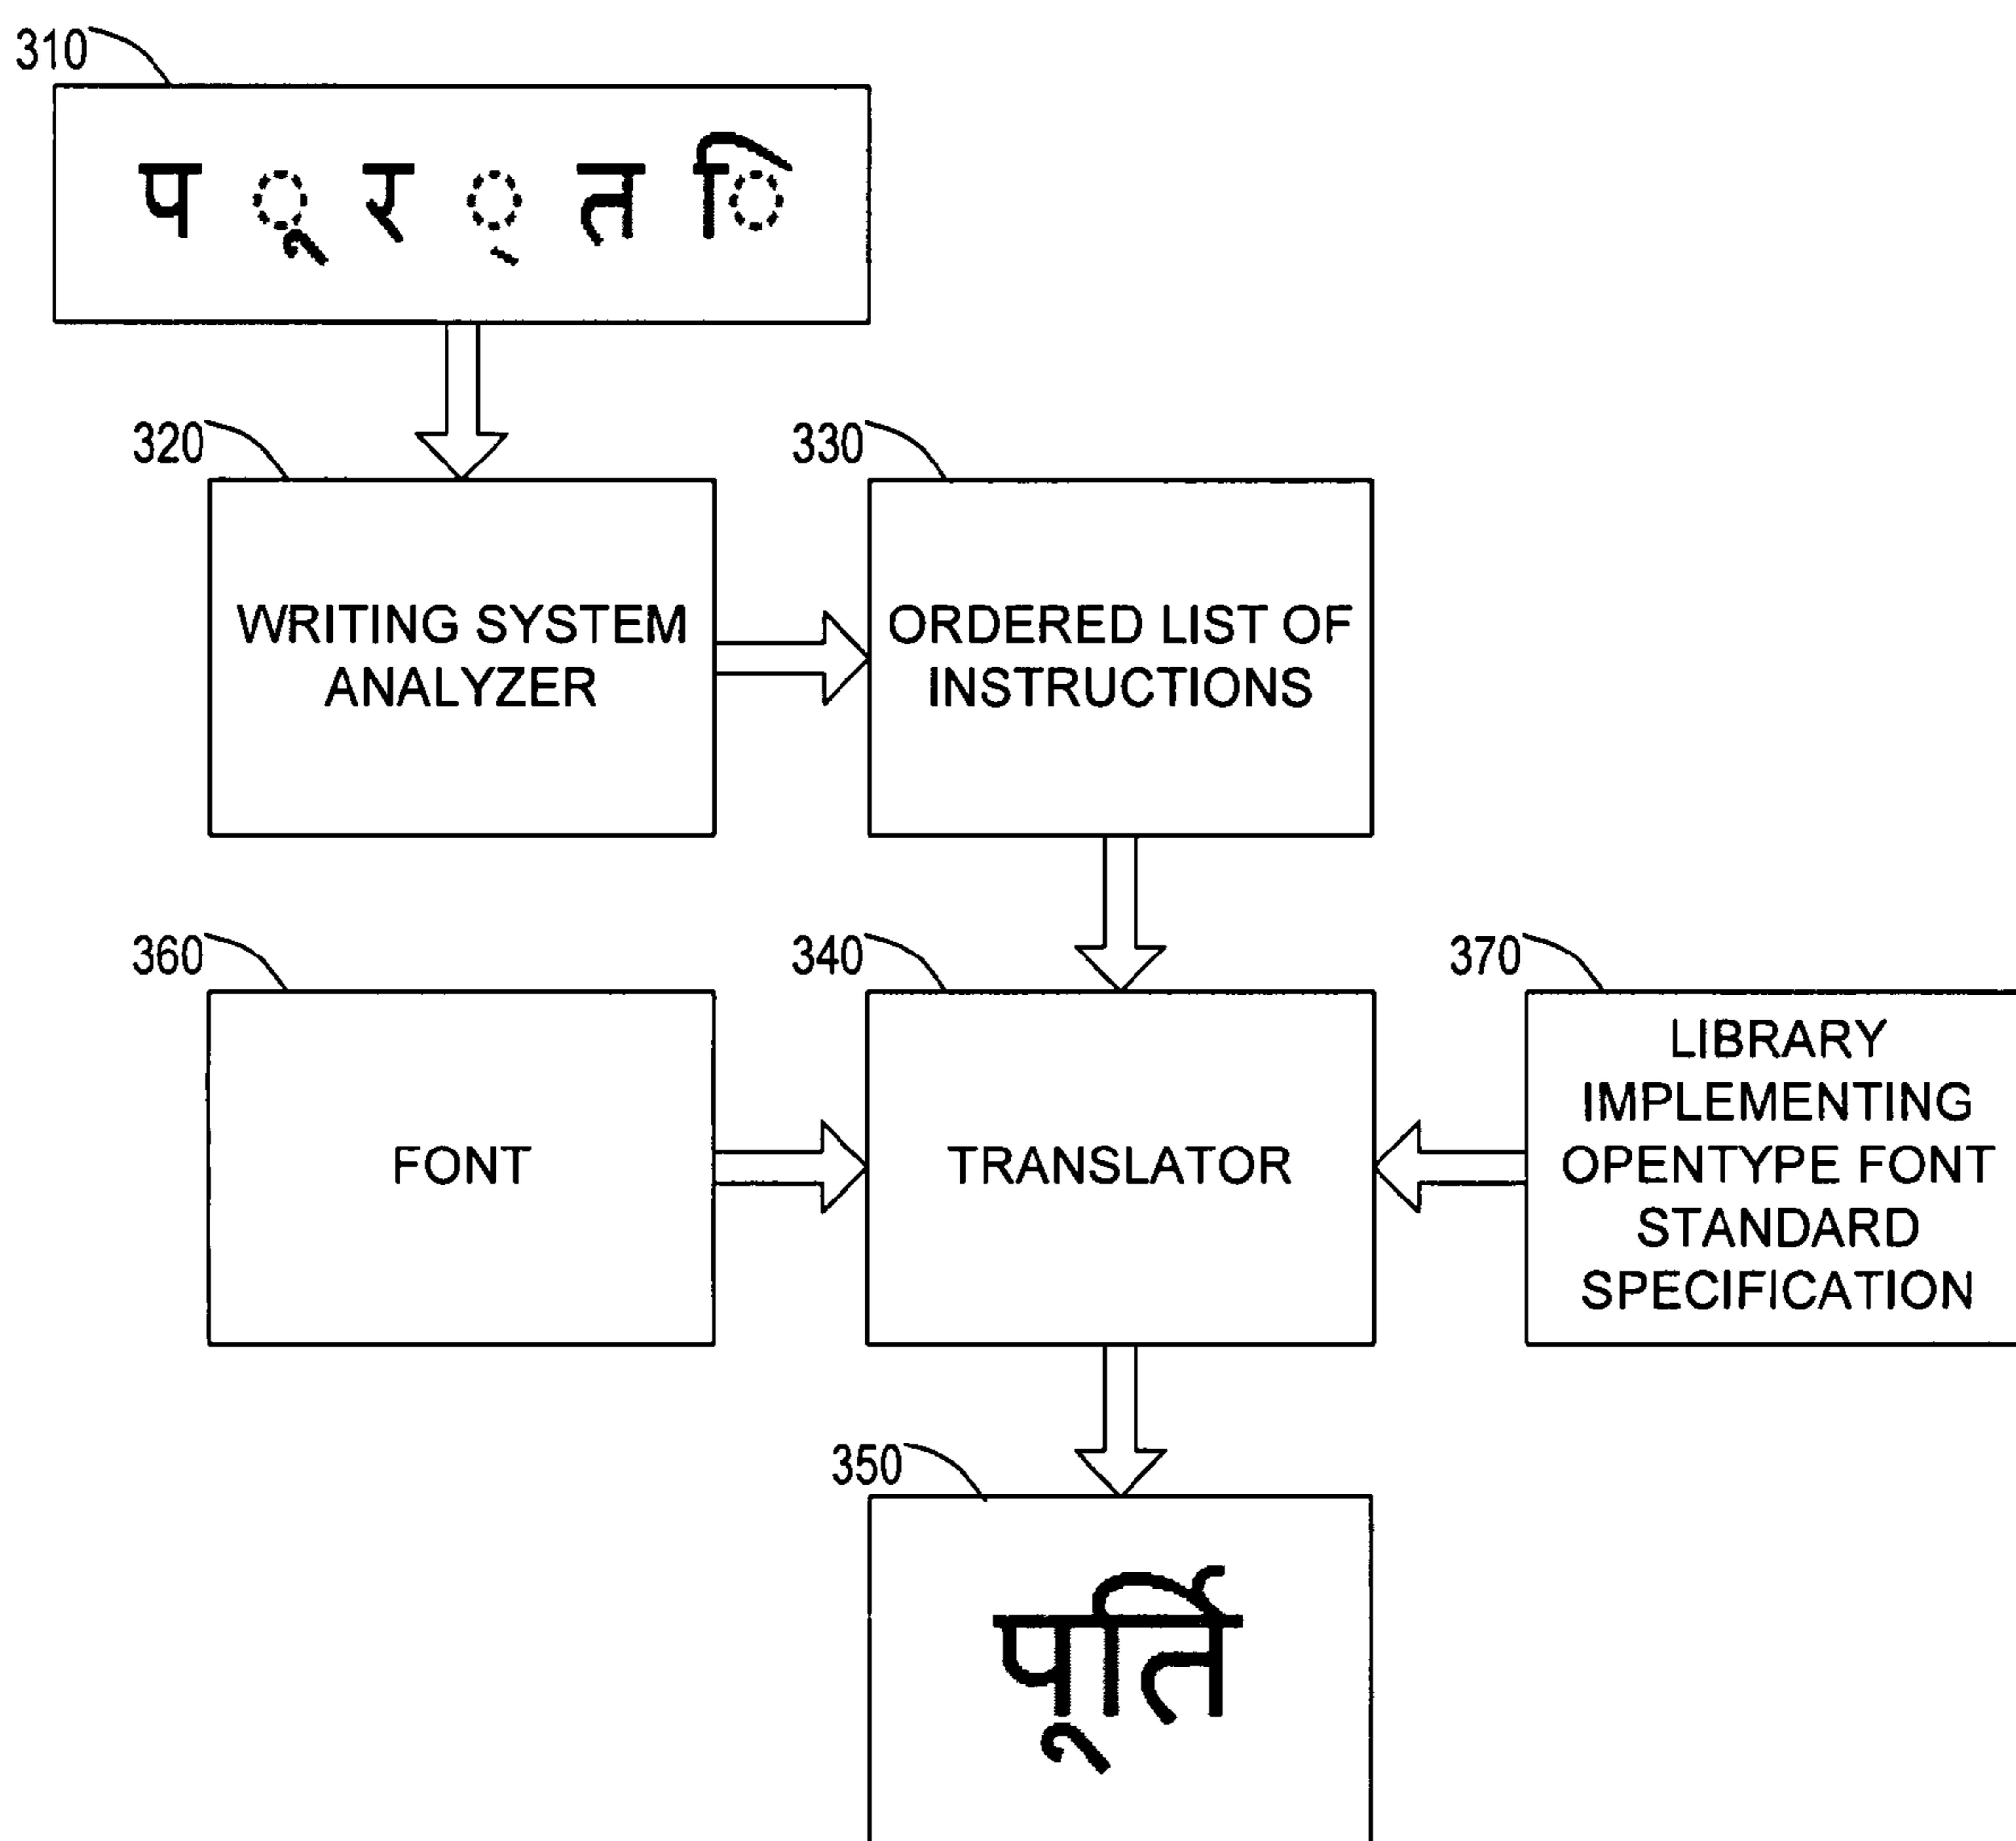 310
प ू र ् त ि
320
330
WRITING SYSTEM
ANALYZER
ORDERED LIST OF
INSTRUCTIONS
360
340
370
FONT
TRANSLATOR
LIBRARY
IMPLEMENTING
OPENTYPE FONT
STANDARD
SPECIFICATION
350
पूर्ति